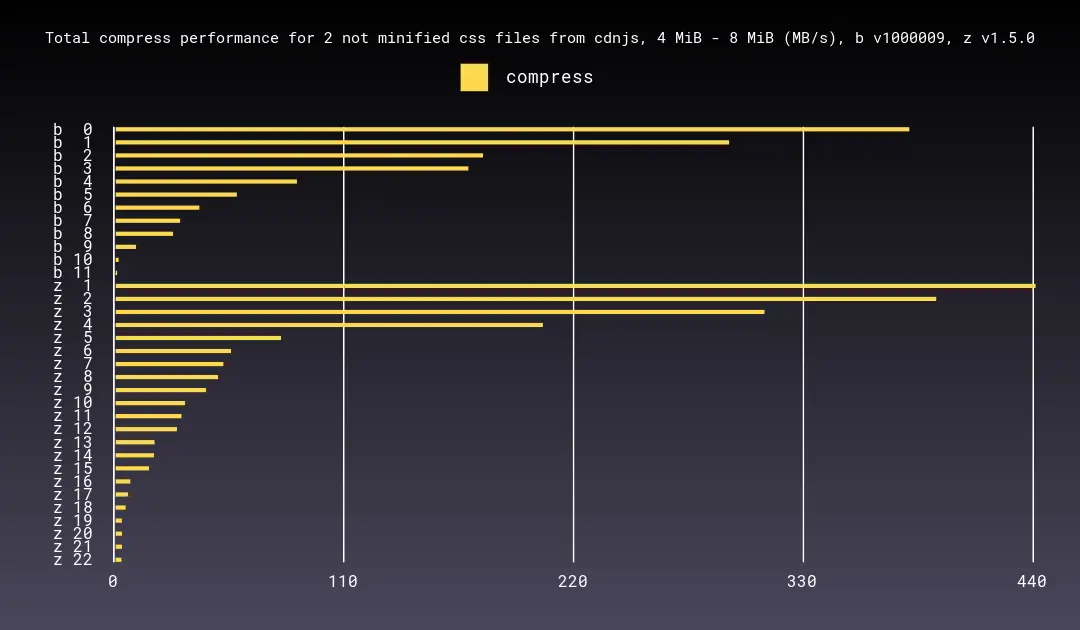 Total compress performance for 2 not minified css files from cdnjs, 4 MiB - 8 MiB (MB/s), b v1000009, z v1.5.0
compress
b 0
b 1
b 2
b 3
b 4
b 5
b 6
b 7
b 8
b 9
b 10
b 11
z 1
z 2
z 3
z 4
z 5
z 6
z 7
z 8
z 9
z 10
z 11
z 12
z 13
z 14
z 15
z 16
z 17
z 18
z 19
z 20
z 21
z 22
0 110 220 330 440